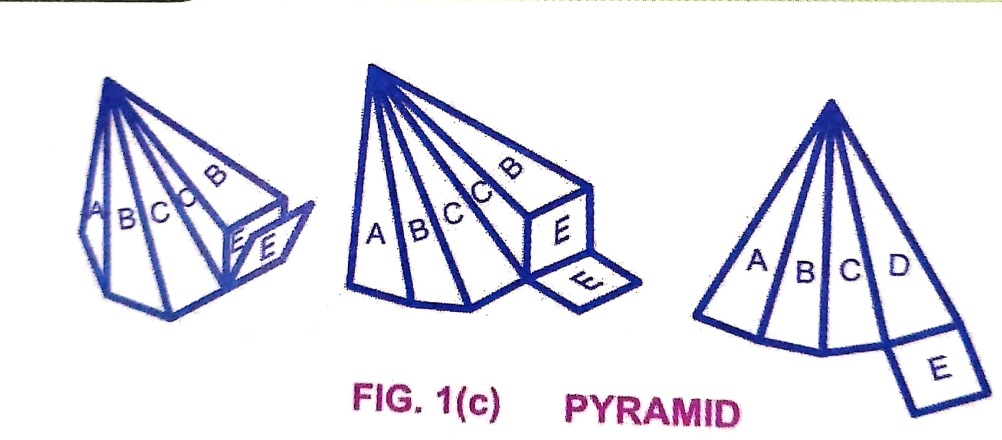 A B C C B E E
A B C C B E E
A B C D E
FIG. 1(c) PYRAMID